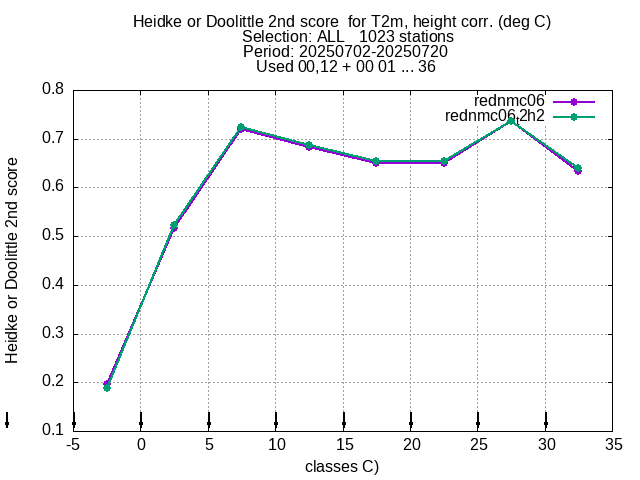 Heidke or Doolittle 2nd score  for T2m, height corr. (deg C)
Selection: ALL   1023 stations
Period: 20250702-20250720
Used 00,12 + 00 01 ... 36
rednmc06
rednmc06,2h2
Heidke or Doolittle 2nd score
0.8
0.7
0.6
0.5
0.4
0.3
0.2
0.1
-5 0 5 10 15 20 25 30 35
classes C)